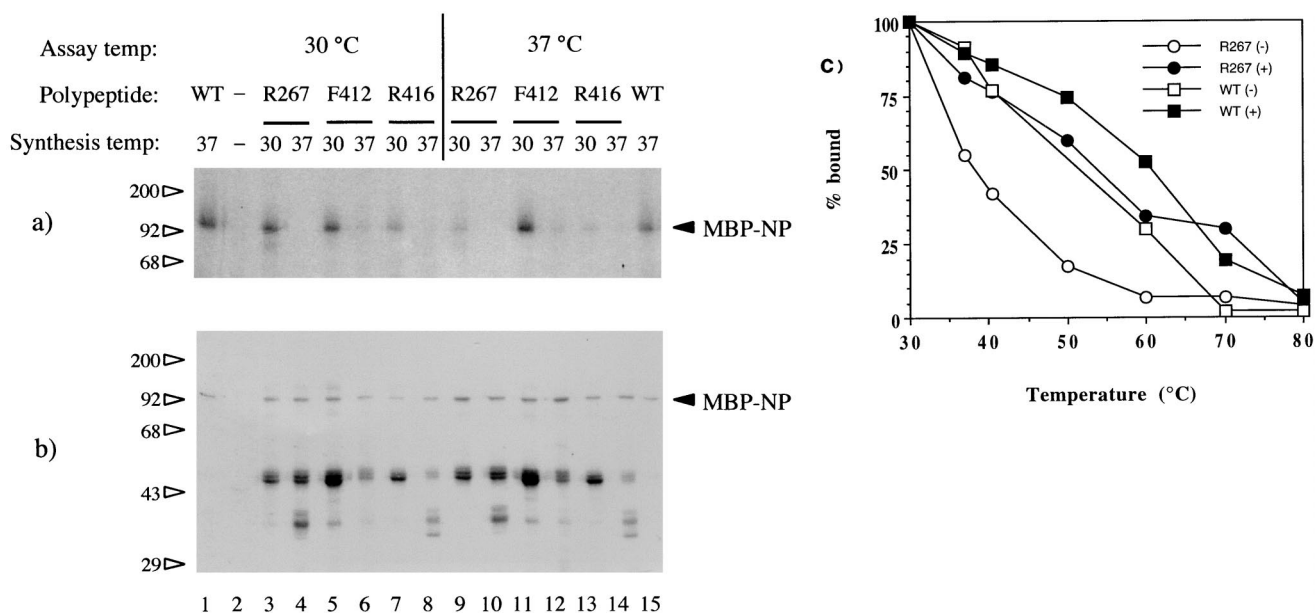 Assay temp: 30 °C 37 °C
Polypeptide: WT – R267 F412 R416 R267 F412 R416 WT
Synthesis temp: 37 – 30 37 30 37 30 37 30 37 30 37 30 37 37
a)
200
92
68
MBP-NP
b)
200
92
68
43
29
MBP-NP
1 2 3 4 5 6 7 8 9 10 11 12 13 14 15
C)
R267 (-)
R267 (+)
WT (-)
WT (+)
% bound
100
75
50
25
0
30 40 50 60 70 80
Temperature (°C)